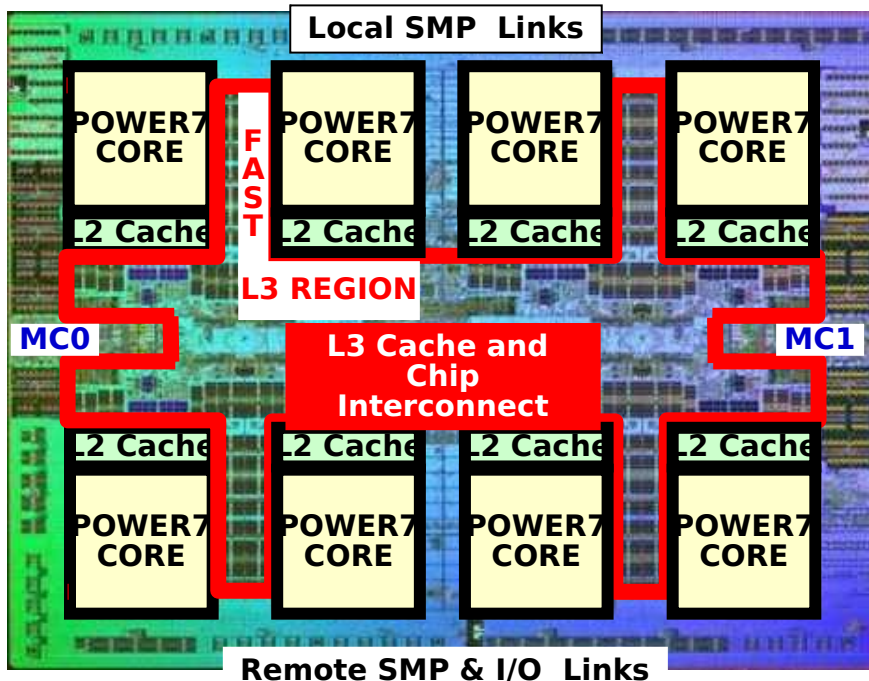 Local SMP Links
POWER7
CORE
POWER7
CORE
POWER7
CORE
POWER7
CORE
FAST
L2 Cache
L2 Cache
L2 Cache
L2 Cache
L3 REGION
MC0
MC1
L3 Cache and
Chip
Interconnect
L2 Cache
L2 Cache
L2 Cache
L2 Cache
POWER7
CORE
POWER7
CORE
POWER7
CORE
POWER7
CORE
Remote SMP & I/O Links